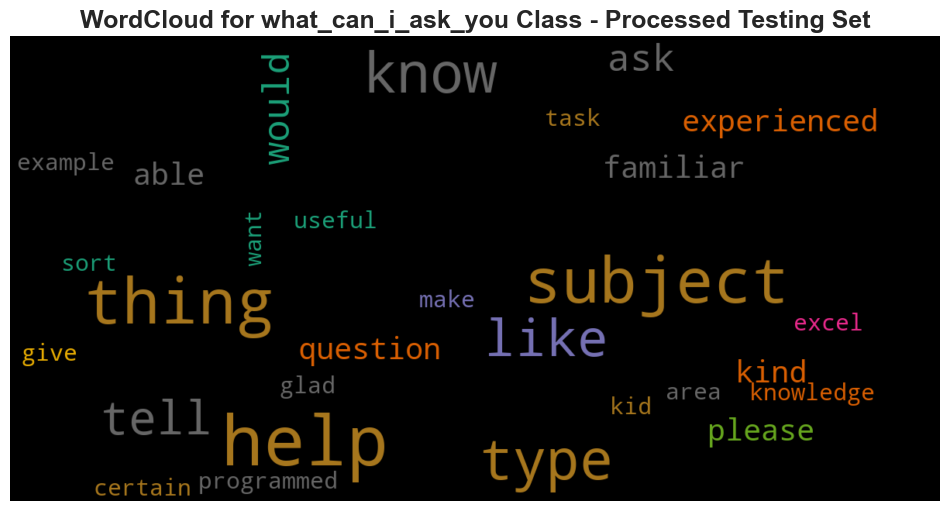 WordCloud for what_can_i_ask_you Class - Processed Testing Set
know
ask
would
task
experienced
example
able
familiar
want
useful
sort
thing
subject
make
like
excel
give
question
kind
glad
area
knowledge
kid
tell
help
please
type
certain
programmed